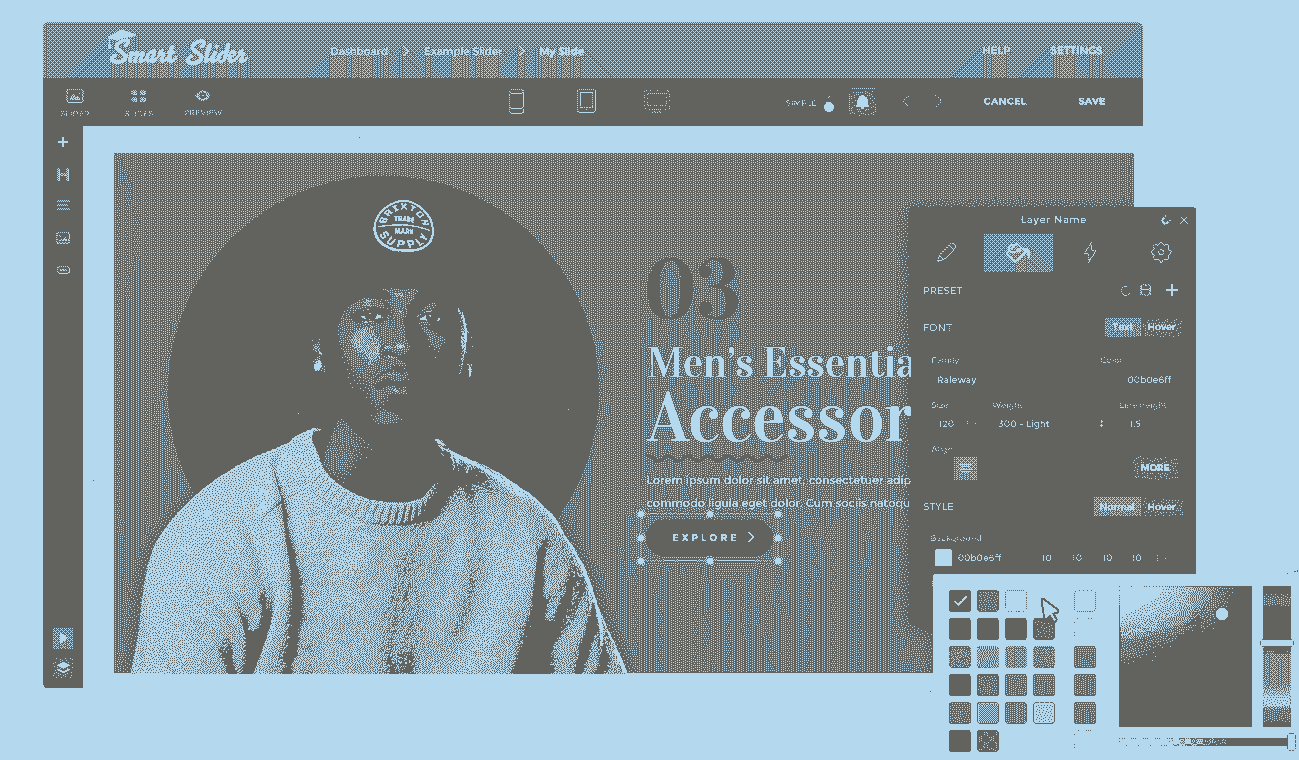 Smart Slider
Dashboard > Example Slider > My Slide
HELP SETTINGS
SLIDER SLIDES PREVIEW
SIMPLE
CANCEL SAVE
BRIXTON
TRADE
MARK
SUPPLY
03
Men's Essentia
Accessor
Lorem ipsum dolor sit amet, consectetuer adip
commodo ligula eget dolor. Cum sociis natoqu
EXPLORE >
Layer Name
PRESET
FONT Text Hover
Family Color
Raleway 00b0e6ff
Size Weight Line Height
120 300 - Light 1.5
Align
MORE
STYLE Normal Hover
Background
00b0e6ff 10 10 10 10